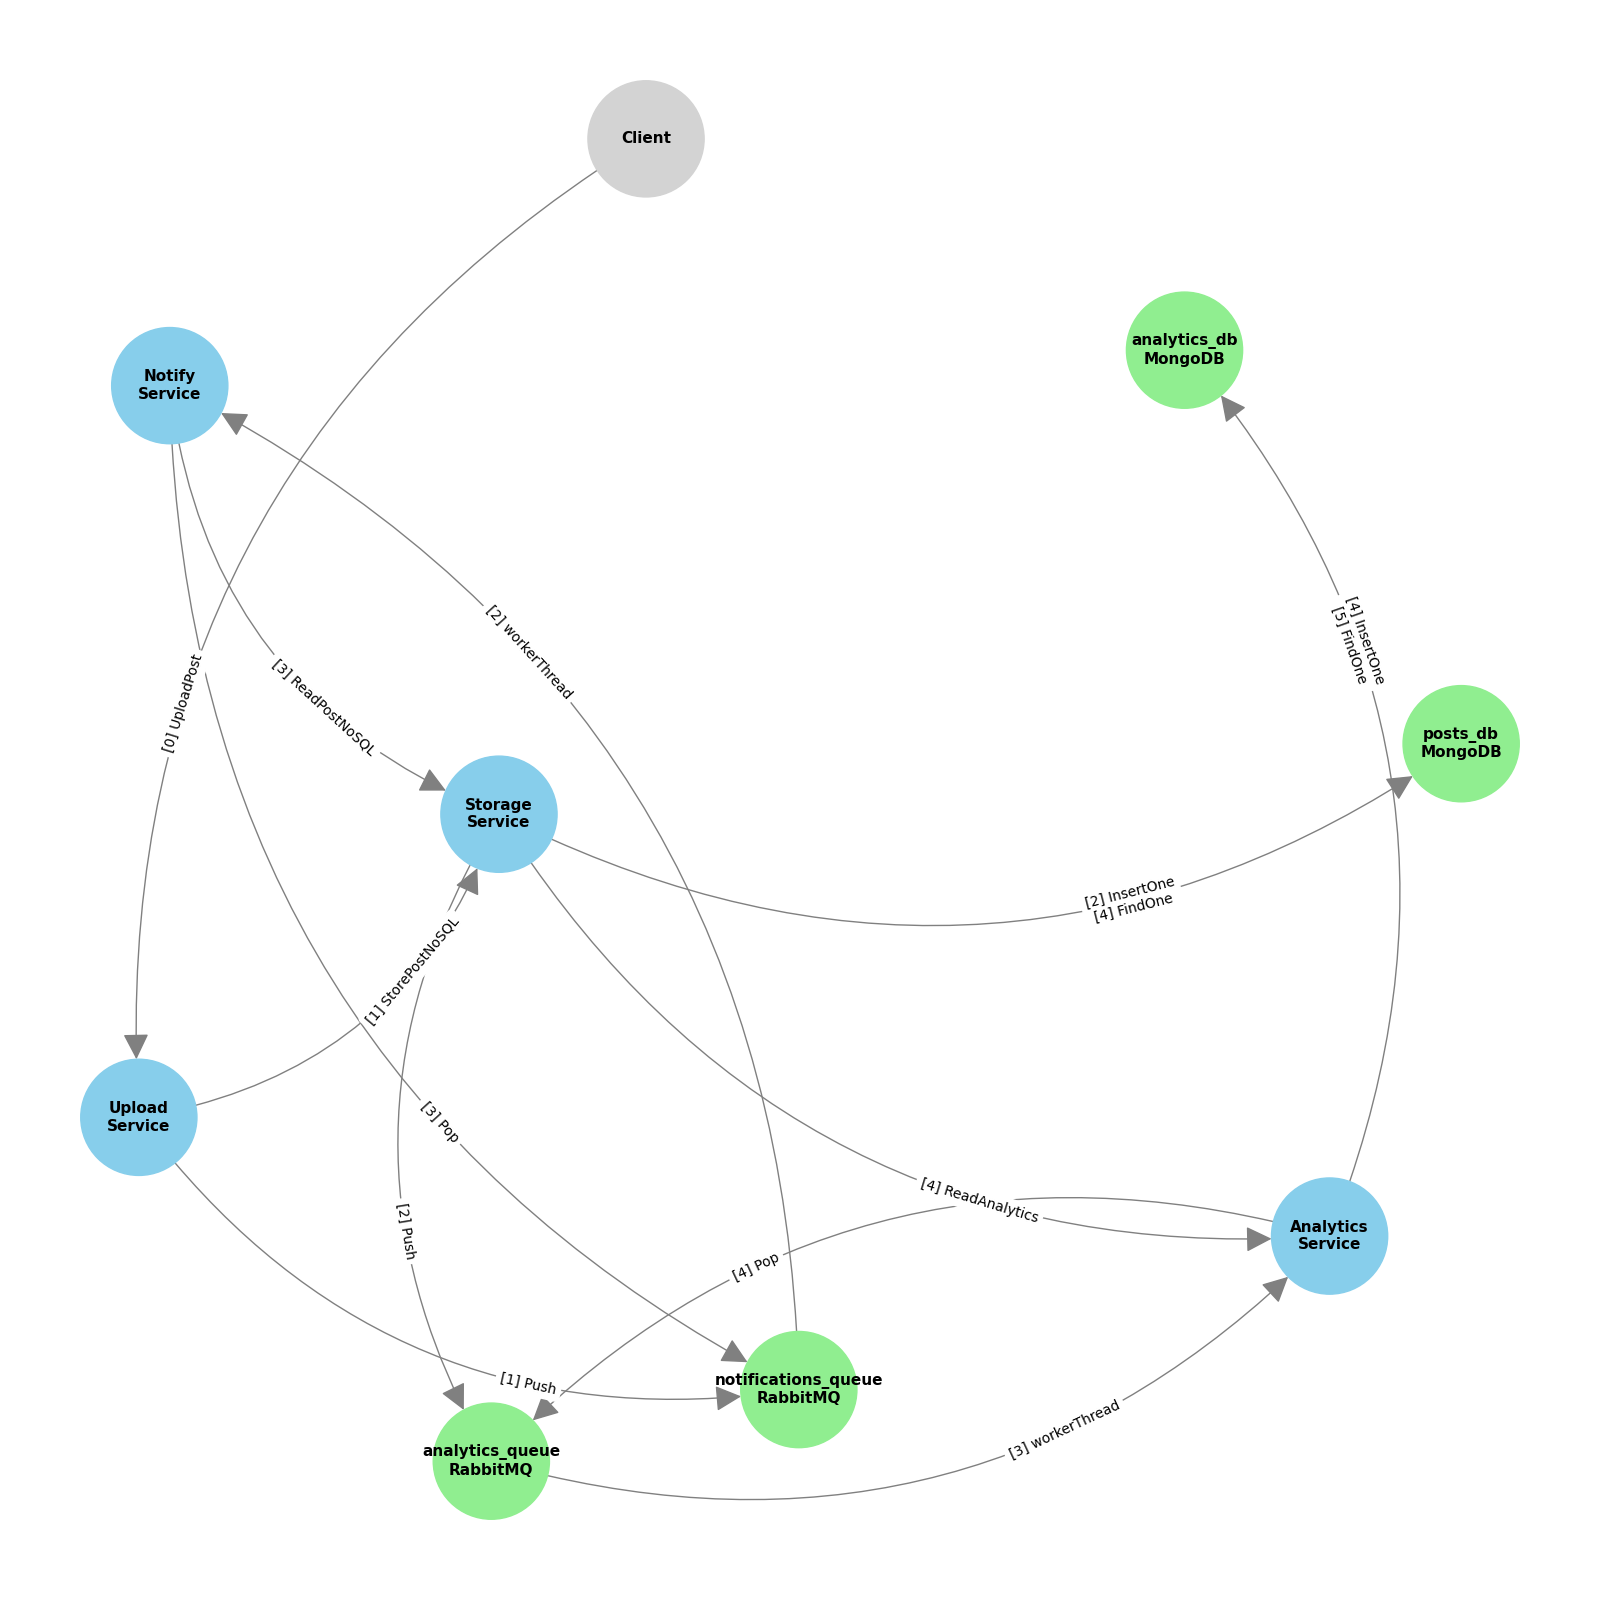 Client
analytics_db
MongoDB
Notify
Service
[4] InsertOne
[5] FindOne
[2] workerThread
[0] UploadPost
[3] ReadPostNoSQL
posts_db
MongoDB
Storage
Service
[2] InsertOne
[4] FindOne
[1] StorePostNoSQL
Upload
Service
[3] Pop
[4] ReadAnalytics
[2] Push
Analytics
Service
[4] Pop
[1] Push
notifications_queue
RabbitMQ
[3] workerThread
analytics_queue
RabbitMQ